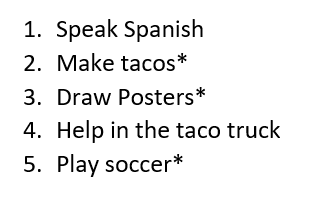 1. Speak Spanish
2. Make tacos*
3. Draw Posters*
4. Help in the taco truck
5. Play soccer*